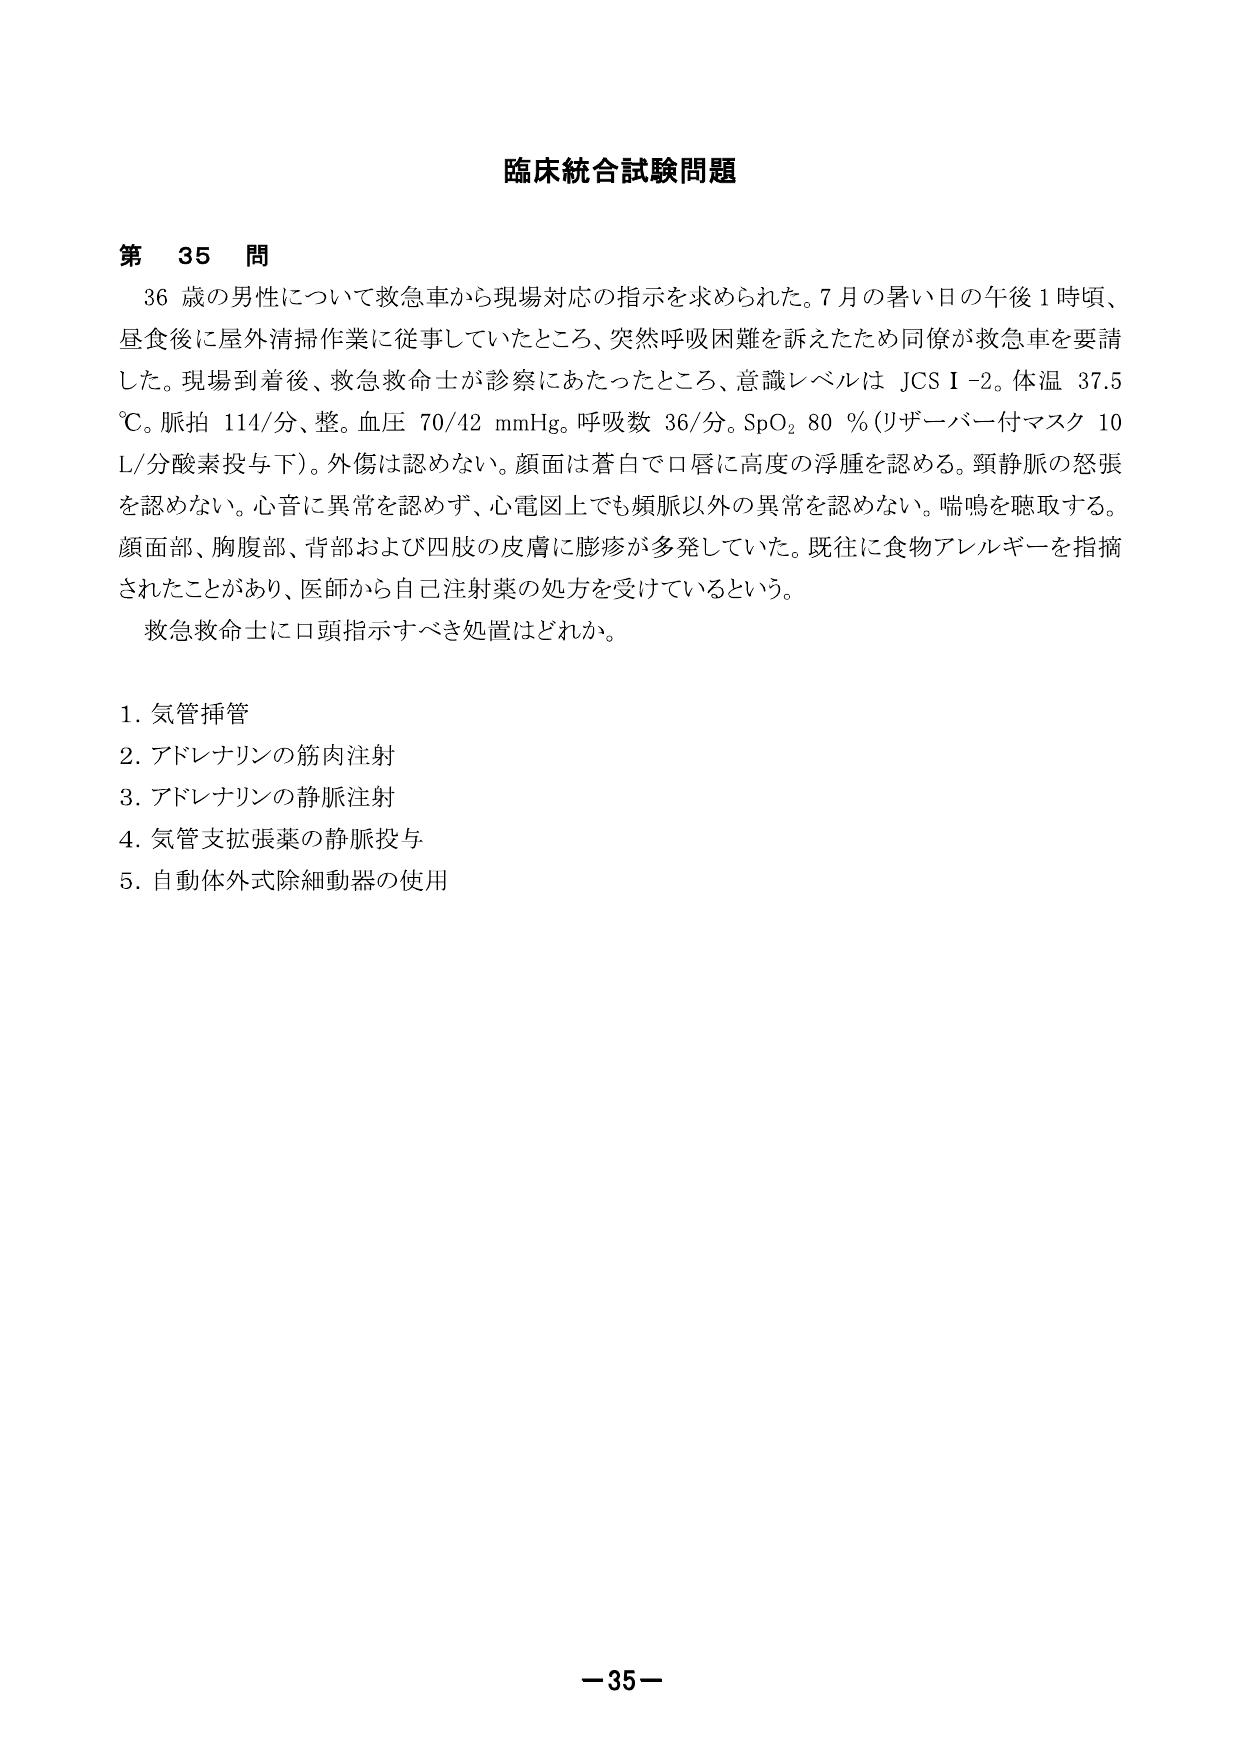 臨床統合試験問題
第 35 問
36 歳の男性について救急車から現場対応の指示を求められた。7月の暑い日の午後1時頃、
昼食後に屋外清掃作業に従事していたところ、突然呼吸困難を訴えたため同僚が救急車を要請
した。現場到着後、救急救命士が診察にあたったところ、意識レベルは JCSⅠ-2。体温 37.5
℃。脈拍 114/分、整。血圧 70/42 mmHg。呼吸数 36/分。SpO₂ 80 %(リザーバー付マスク 10
L/分酸素投与下)。外傷は認めない。顔面は蒼白で口唇に高度の浮腫を認める。頸静脈の怒張
を認めない。心音に異常を認めず、心電図上でも頻脈以外の異常を認めない。喘鳴を聴取する。
顔面部、胸腹部、背部および四肢の皮膚に膨疹が多発していた。既往に食物アレルギーを指摘
されたことがあり、医師から自己注射薬の処方を受けているという。
救急救命士に口頭指示すべき処置はどれか。
1. 気管挿管
2. アドレナリンの筋肉注射
3. アドレナリンの静脈注射
4. 気管支拡張薬の静脈投与
5. 自動体外式除細動器の使用
―35―